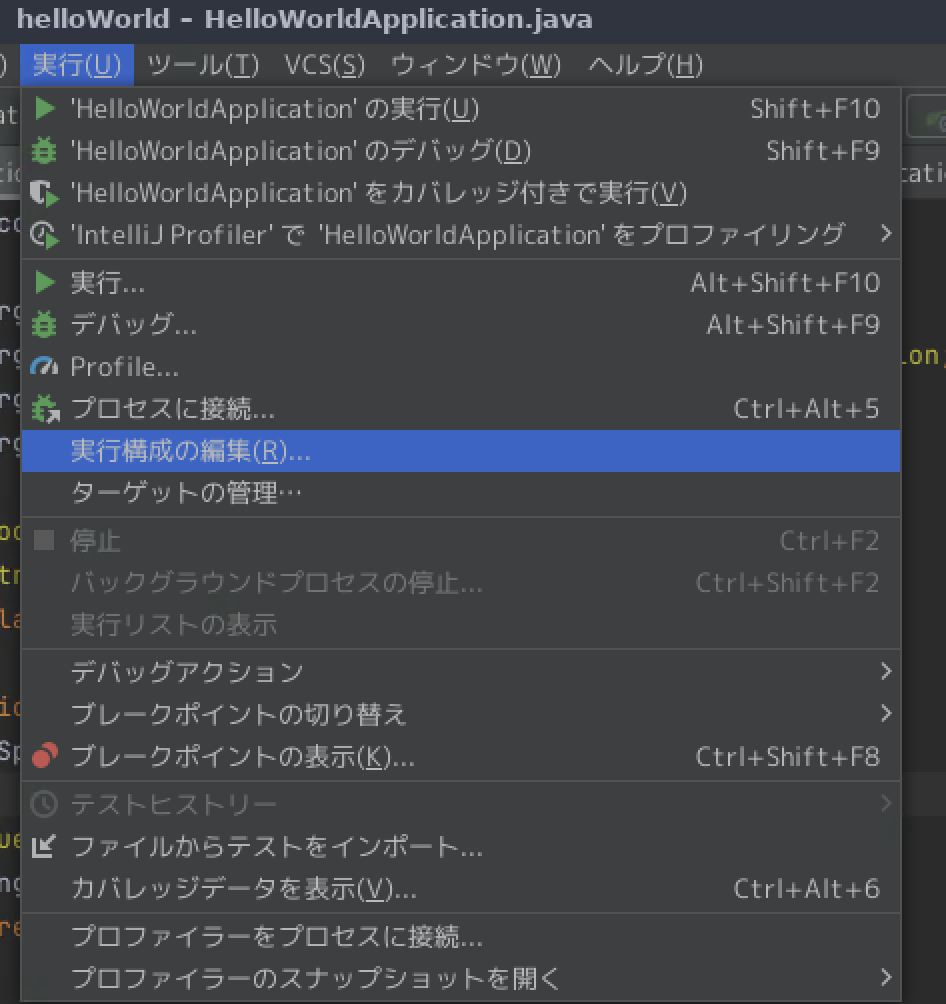 helloWorld – HelloWorldApplication.java
) 実行(U) ツール(T) VCS(S) ウィンドウ(W) ヘルプ(H)
'HelloWorldApplication' の実行(U) Shift+F10
'HelloWorldApplication' のデバッグ(D) Shift+F9
'HelloWorldApplication' をカバレッジ付きで実行(V)
'IntelliJ Profiler' で 'HelloWorldApplication' をプロファイリング
実行... Alt+Shift+F10
デバッグ... Alt+Shift+F9
Profile...
プロセスに接続... Ctrl+Alt+5
実行構成の編集(R)...
ターゲットの管理…
停止 Ctrl+F2
バックグラウンドプロセスの停止... Ctrl+Shift+F2
実行リストの表示
デバッグアクション
ブレークポイントの切り替え
ブレークポイントの表示(K)... Ctrl+Shift+F8
テストヒストリー
ファイルからテストをインポート...
カバレッジデータを表示(V)... Ctrl+Alt+6
プロファイラーをプロセスに接続...
プロファイラーのスナップショットを開く